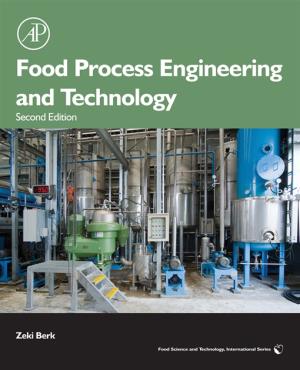 AP
Food Process Engineering
and Technology
Second Edition
Zeki Berk
Food Science and Technology, International Series